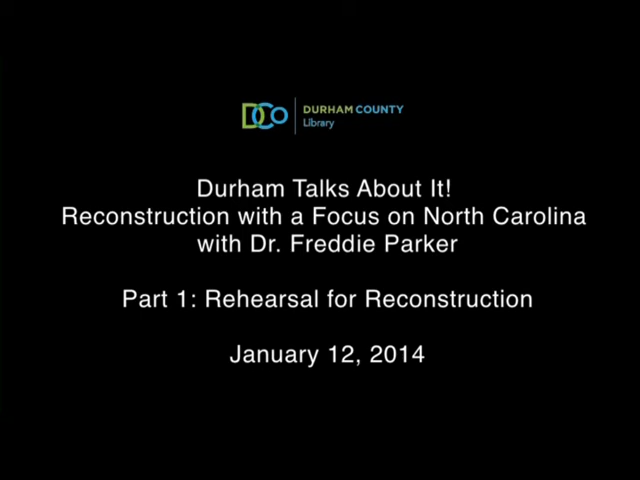 DCo
DURHAM COUNTY
Library
Durham Talks About It!
Reconstruction with a Focus on North Carolina
with Dr. Freddie Parker
Part 1: Rehearsal for Reconstruction
January 12, 2014